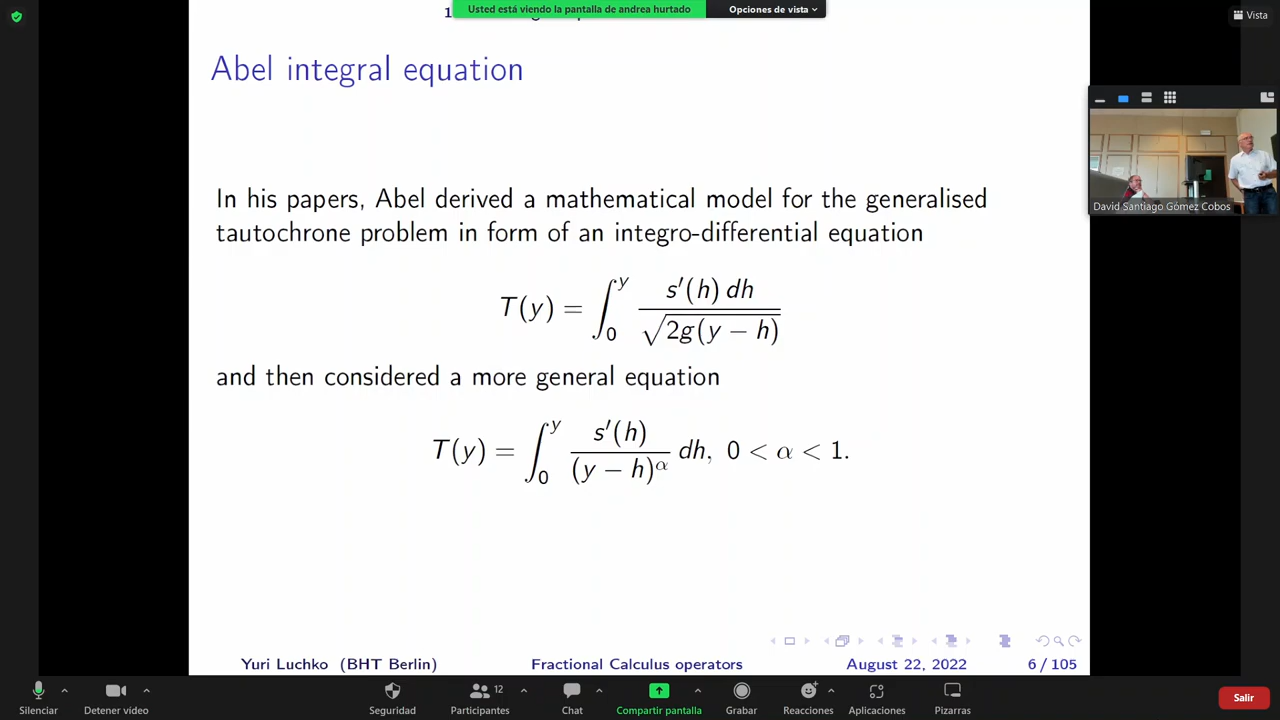 Usted está viendo la pantalla de andrea hurtado
Opciones de vista
Vista
Abel integral equation
David Santiago Gómez Cobos
In his papers, Abel derived a mathematical model for the generalised
tautochrone problem in form of an integro-differential equation
T(y) = ∫₀^y s′(h) dh / √(2g(y − h))
and then considered a more general equation
T(y) = ∫₀^y s′(h) / (y − h)^α dh, 0 < α < 1.
Yuri Luchko (BHT Berlin) Fractional Calculus operators August 22, 2022 6 / 105
Silenciar Detener vídeo Seguridad Participantes 12 Chat Compartir pantalla Grabar Reacciones Aplicaciones Pizarras Salir